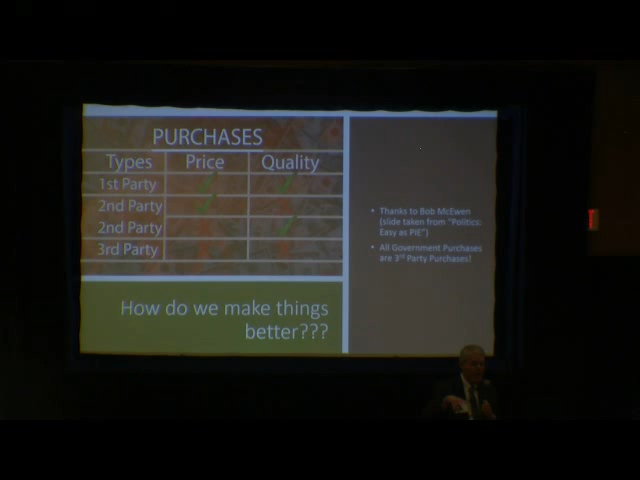 PURCHASES
Types Price Quality
1st Party
2nd Party
2nd Party
3rd Party
How do we make things
better???
• Thanks to Bob McEwen
(slide taken from "Politics:
Easy as PIE")
• All Government Purchases
are 3rd Party Purchases!